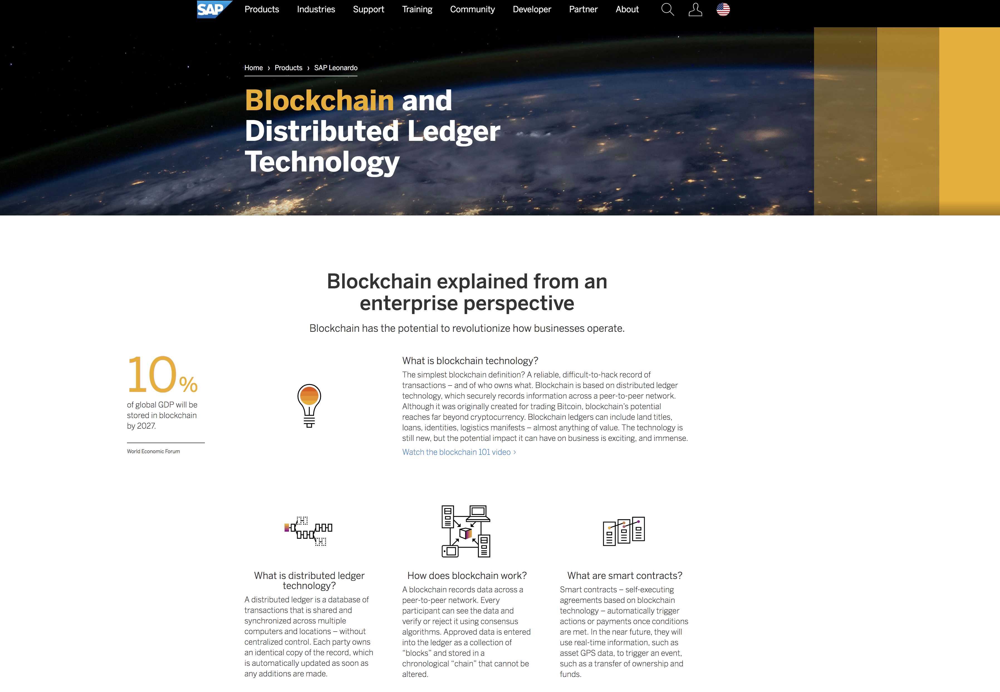 SAP
Products Industries Support Training Community Developer Partner About
Home › Products › SAP Leonardo
Blockchain and
Distributed Ledger
Technology
Blockchain explained from an
enterprise perspective
Blockchain has the potential to revolutionize how businesses operate.
10%
of global GDP will be
stored in blockchain
by 2027.
World Economic Forum
What is blockchain technology?
The simplest blockchain definition? A reliable, difficult-to-hack record of
transactions – and of who owns what. Blockchain is based on distributed ledger
technology, which securely records information across a peer-to-peer network.
Although it was originally created for trading Bitcoin, blockchain's potential
reaches far beyond cryptocurrency. Blockchain ledgers can include land titles,
loans, identities, logistics manifests – almost anything of value. The technology is
still new, but the potential impact it can have on business is exciting, and immense.
Watch the blockchain 101 video ›
What is distributed ledger
technology?
A distributed ledger is a database of
transactions that is shared and
synchronized across multiple
computers and locations – without
centralized control. Each party owns
an identical copy of the record, which
is automatically updated as soon as
any additions are made.
How does blockchain work?
A blockchain records data across a
peer-to-peer network. Every
participant can see the data and
verify or reject it using consensus
algorithms. Approved data is entered
into the ledger as a collection of
“blocks” and stored in a
chronological “chain” that cannot be
altered.
What are smart contracts?
Smart contracts – self-executing
agreements based on blockchain
technology – automatically trigger
actions or payments once conditions
are met. In the near future, they will
use real-time information, such as
asset GPS data, to trigger an event,
such as a transfer of ownership and
funds.